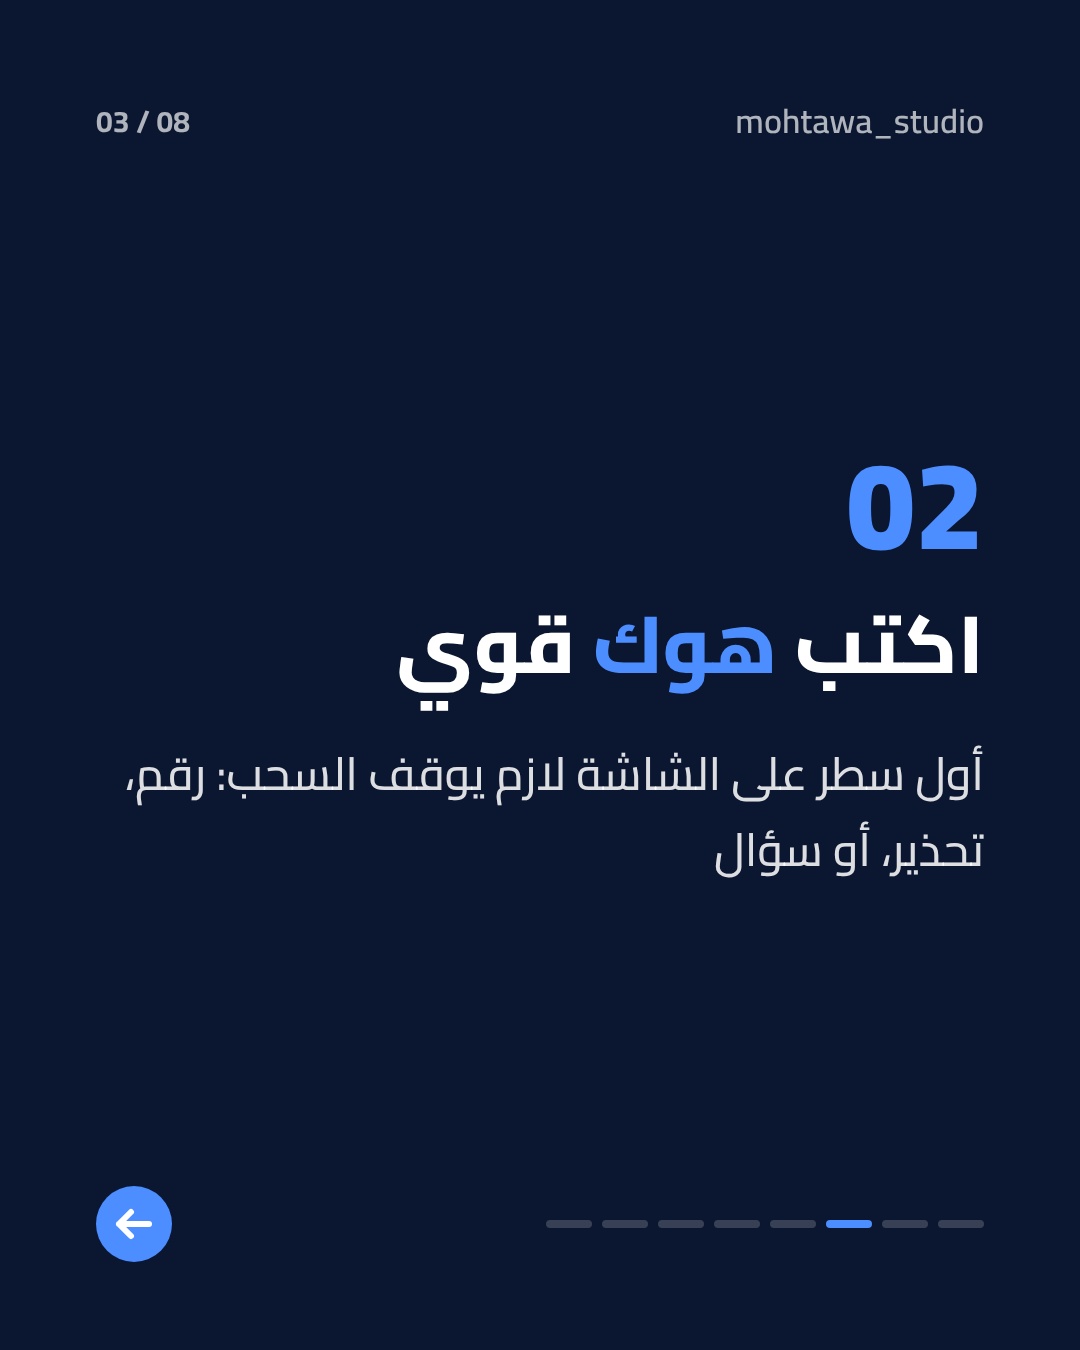 mohtawa_studio
03 / 08
02
اكتب هوك قوي
أول سطر على الشاشة لازم يوقف السحب: رقم،
تحذير، أو سؤال